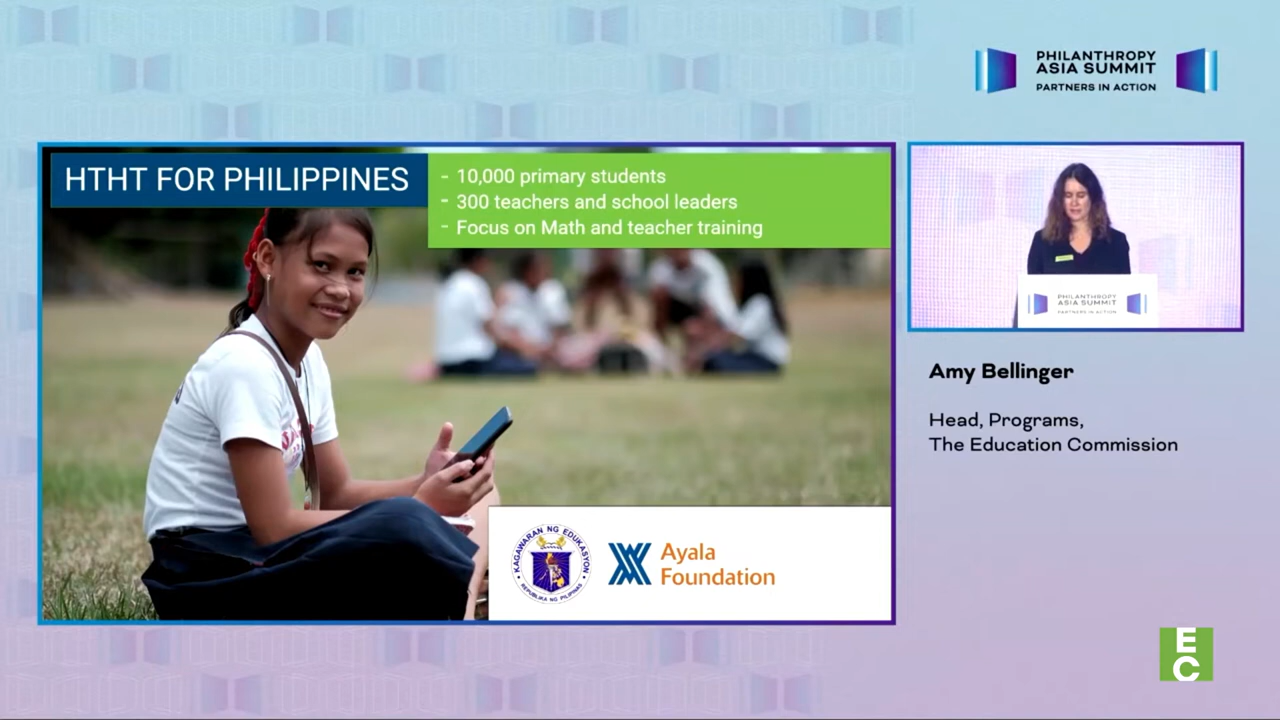 PHILANTHROPY
ASIA SUMMIT
PARTNERS IN ACTION
HTHT FOR PHILIPPINES
- 10,000 primary students
- 300 teachers and school leaders
- Focus on Math and teacher training
PHILANTHROPY
ASIA SUMMIT
PARTNERS IN ACTION
Amy Bellinger
Head, Programs,
The Education Commission
KAGAWARAN NG EDUKASYON
REPUBLIKA NG PILIPINAS
Ayala
Foundation
E
C